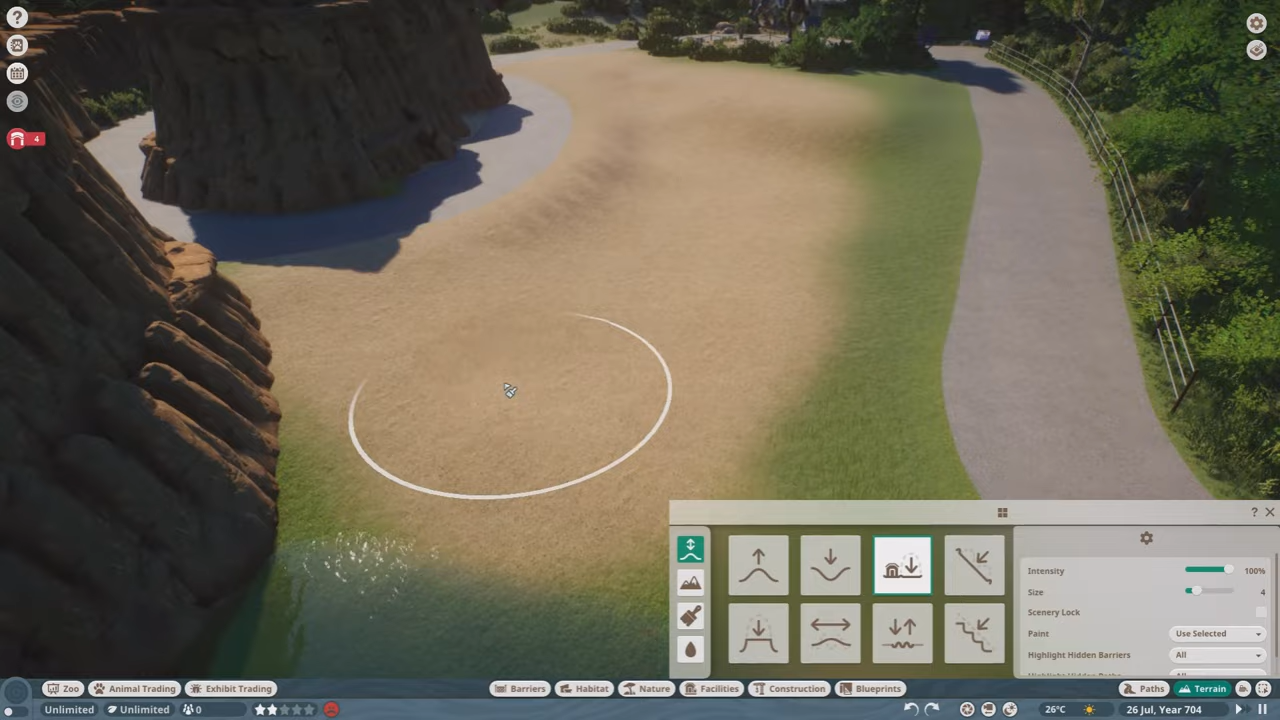 4
Intensity 100%
Size 4
Scenery Lock
Paint Use Selected
Highlight Hidden Barriers All
Zoo Animal Trading Exhibit Trading Barriers Habitat Nature Facilities Construction Blueprints Paths Terrain
Unlimited Unlimited 0 26°C 26 Jul, Year 704